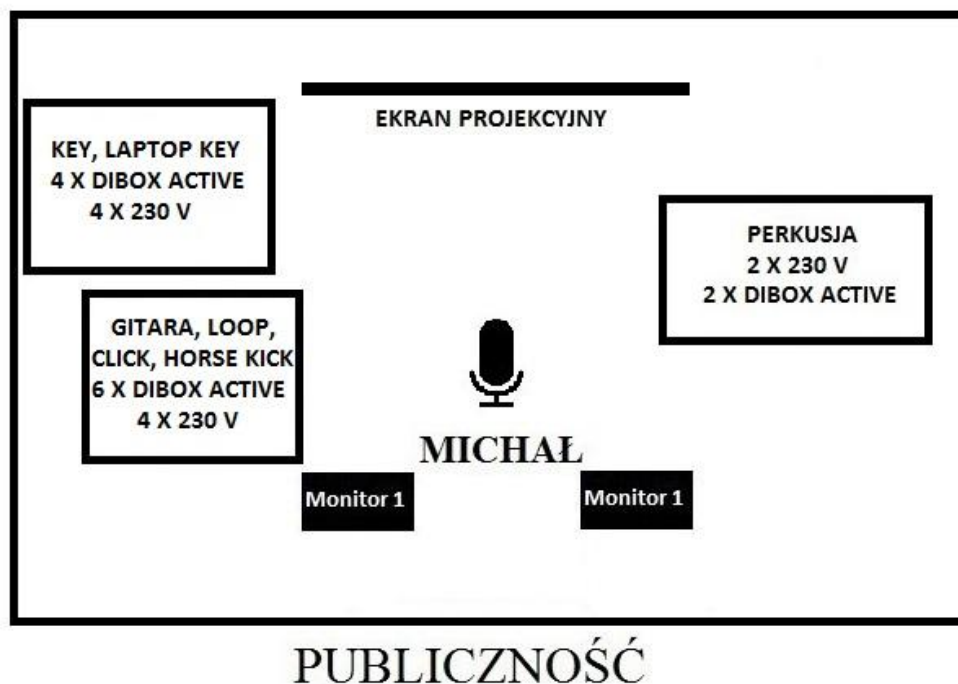 EKRAN PROJEKCYJNY
KEY, LAPTOP KEY
4 X DIBOX ACTIVE
4 X 230 V
PERKUSJA
2 X 230 V
2 X DIBOX ACTIVE
GITARA, LOOP,
CLICK, HORSE KICK
6 X DIBOX ACTIVE
4 X 230 V
MICHAŁ
Monitor 1
Monitor 1
PUBLICZNOŚĆ